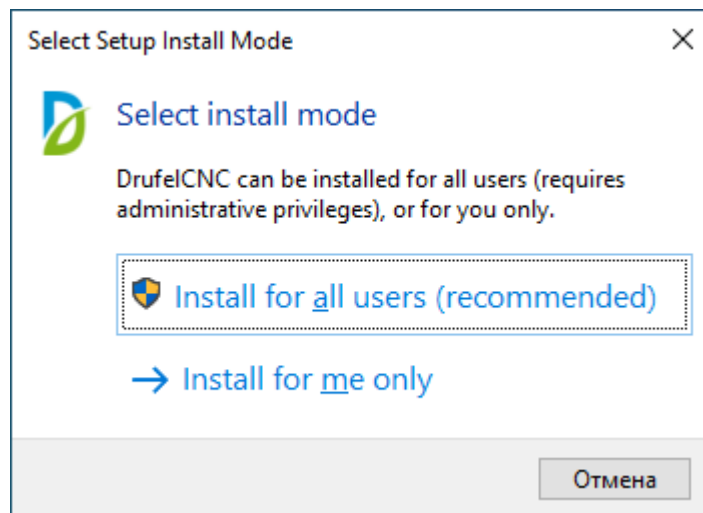 Select Setup Install Mode
Select install mode
DrufelCNC can be installed for all users (requires
administrative privileges), or for you only.
Install for all users (recommended)
Install for me only
Отмена